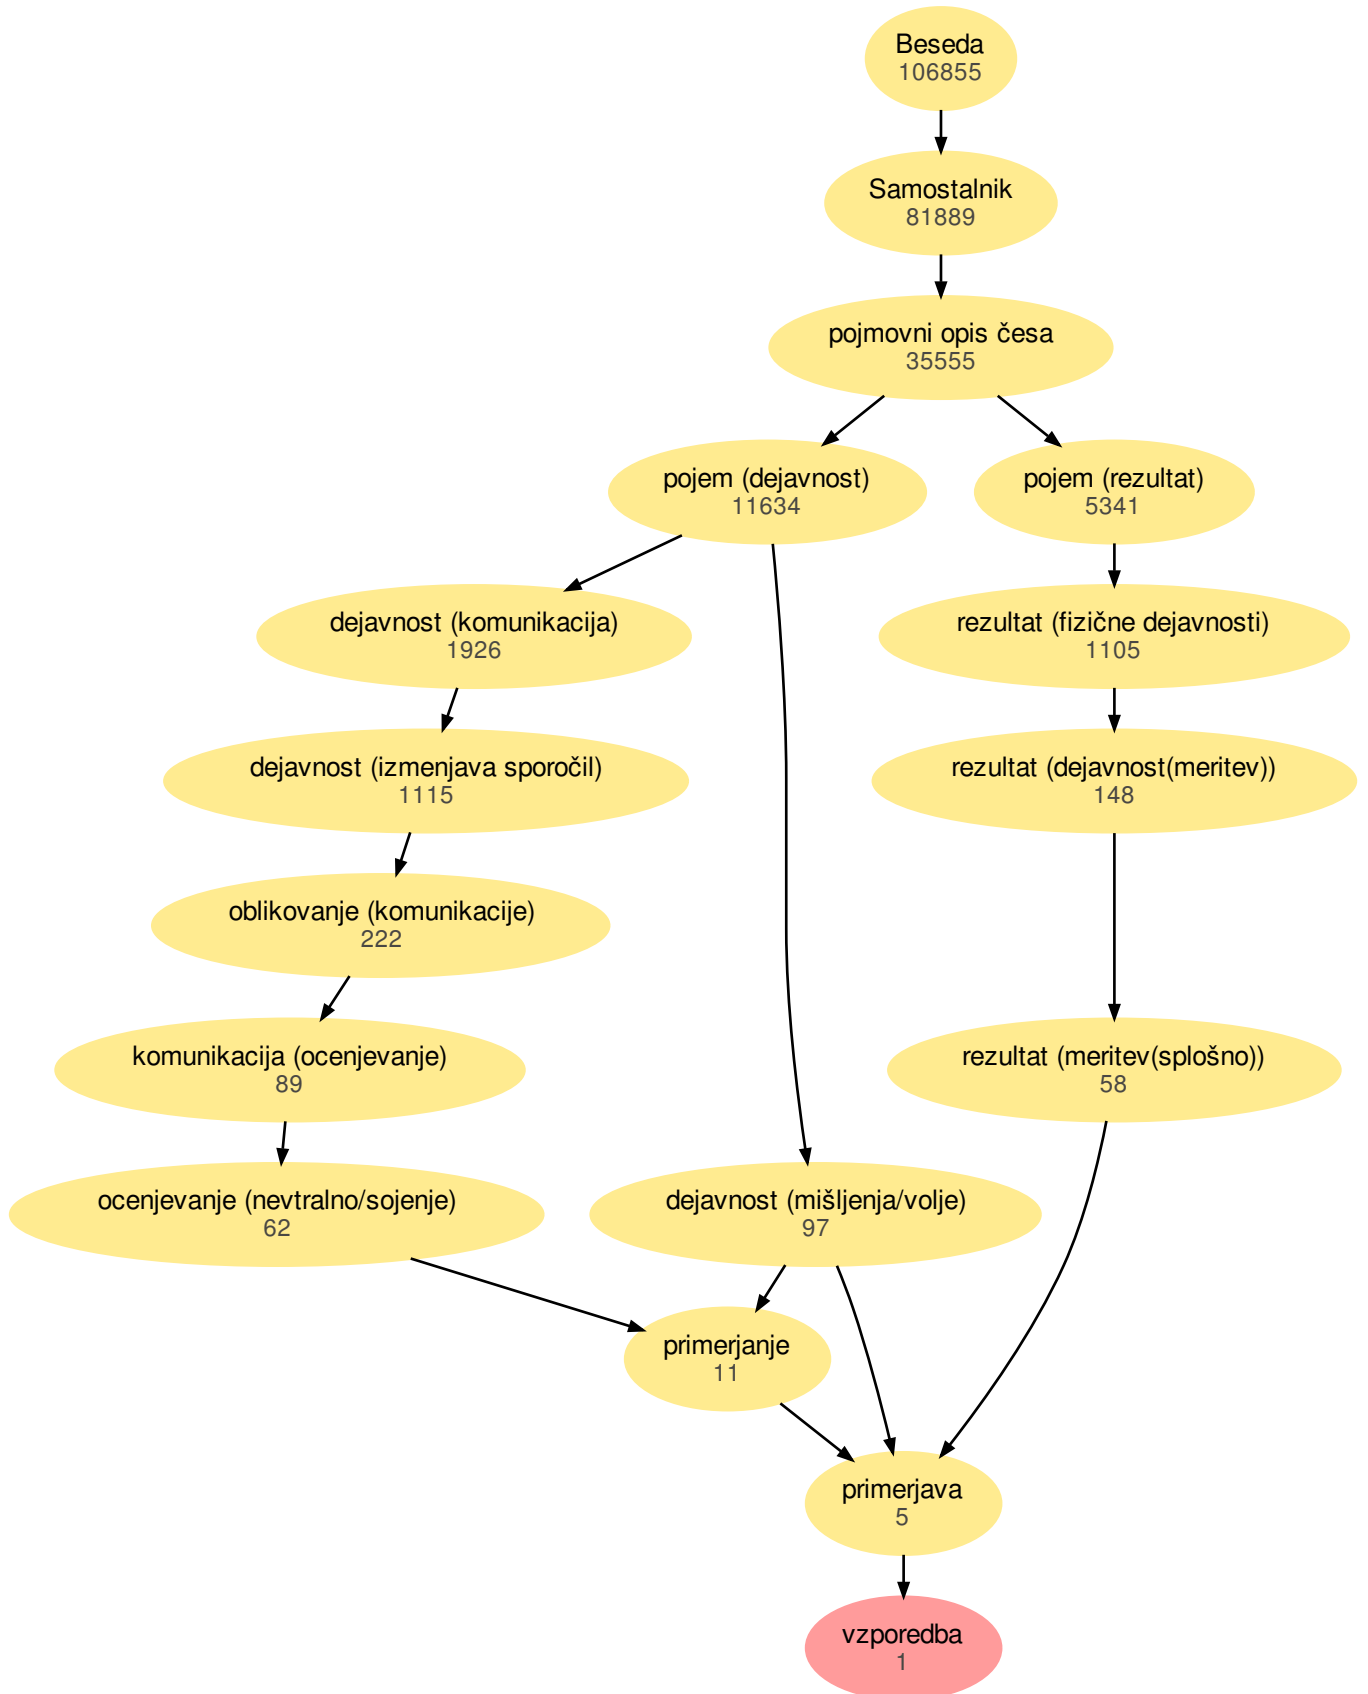 Beseda
106855
Samostalnik
81889
pojmovni opis česa
35555
pojem (dejavnost)
11634
pojem (rezultat)
5341
dejavnost (komunikacija)
1926
rezultat (fizične dejavnosti)
1105
dejavnost (izmenjava sporočil)
1115
rezultat (dejavnost(meritev))
148
oblikovanje (komunikacije)
222
komunikacija (ocenjevanje)
89
rezultat (meritev(splošno))
58
ocenjevanje (nevtralno/sojenje)
62
dejavnost (mišljenja/volje)
97
primerjanje
11
primerjava
5
vzporedba
1